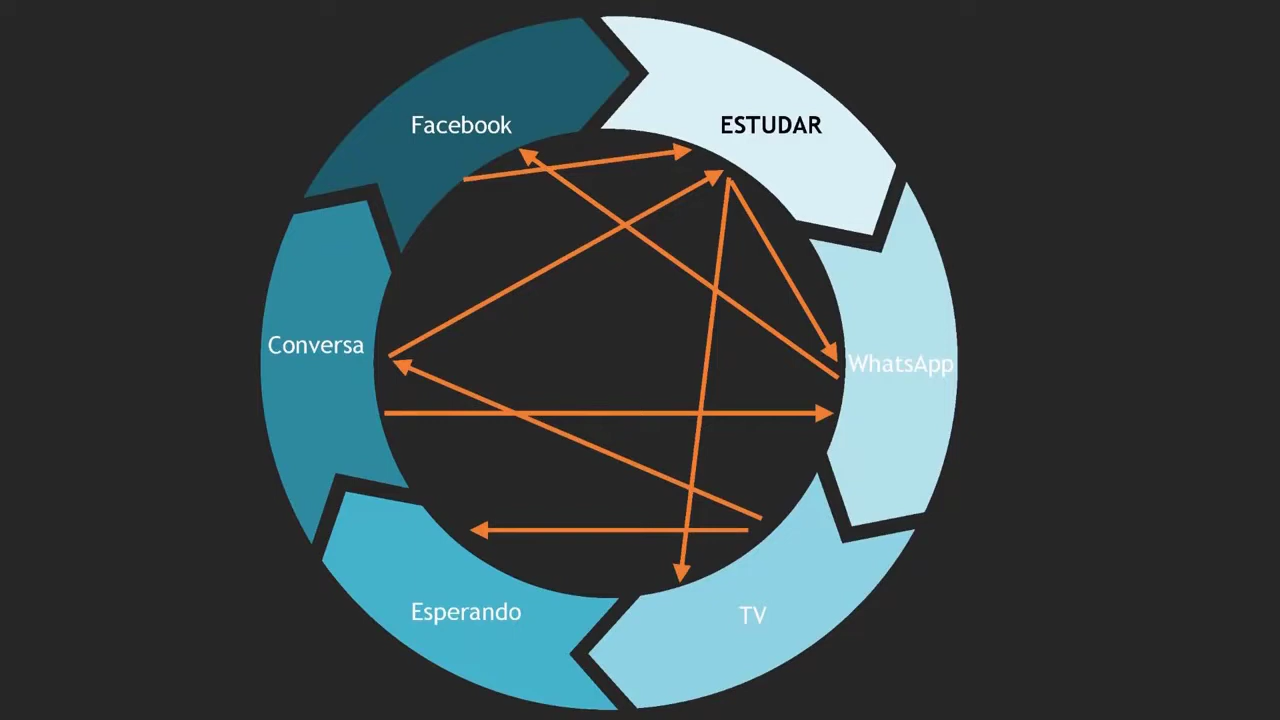 Facebook
ESTUDAR
Conversa
WhatsApp
Esperando
TV